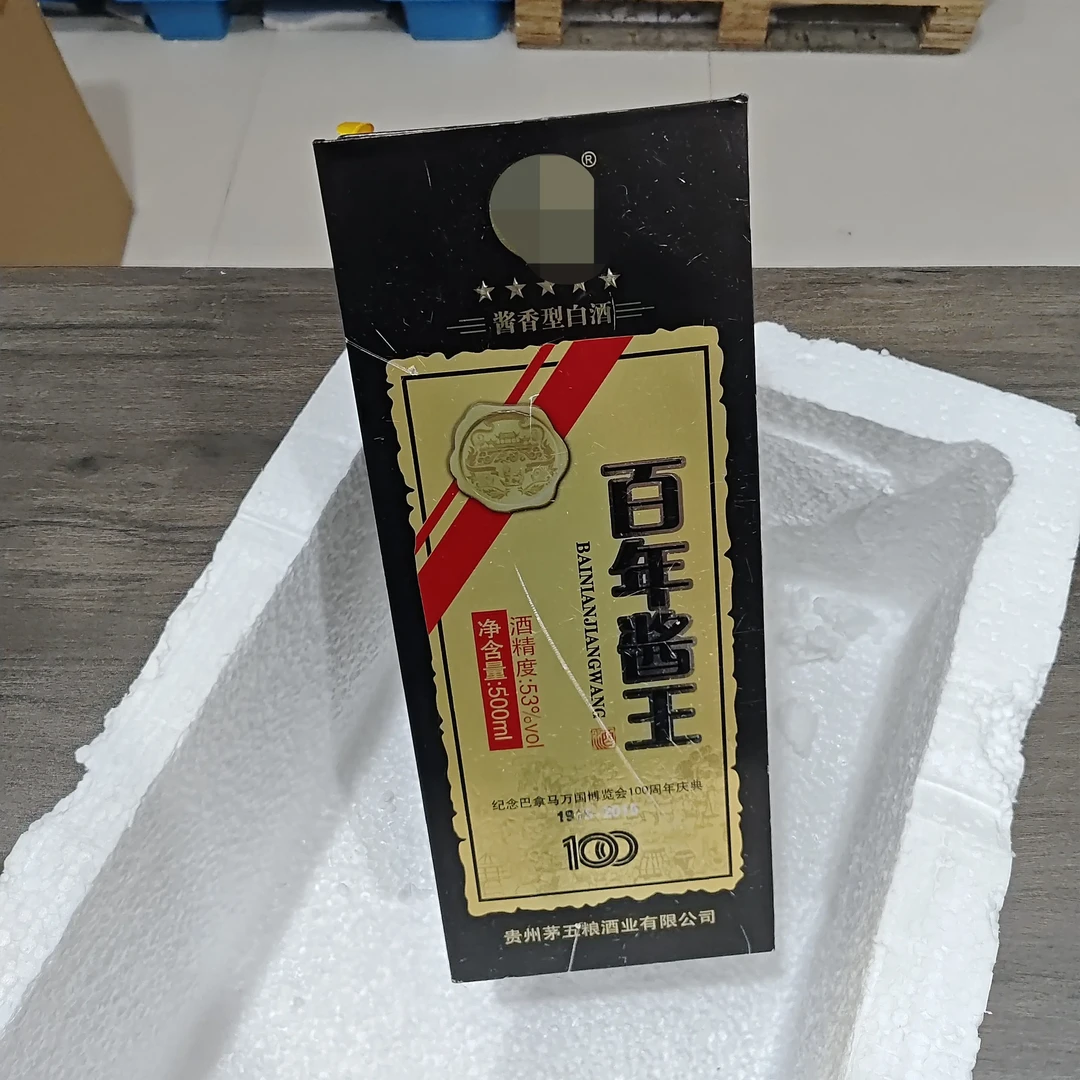 ®
酱香型白酒
百年酱王
BAINIANJIANGWANG
酒精度:53%vol
净含量:500ml
纪念巴拿马万国博览会100周年庆典
100
贵州茅五粮酒业有限公司